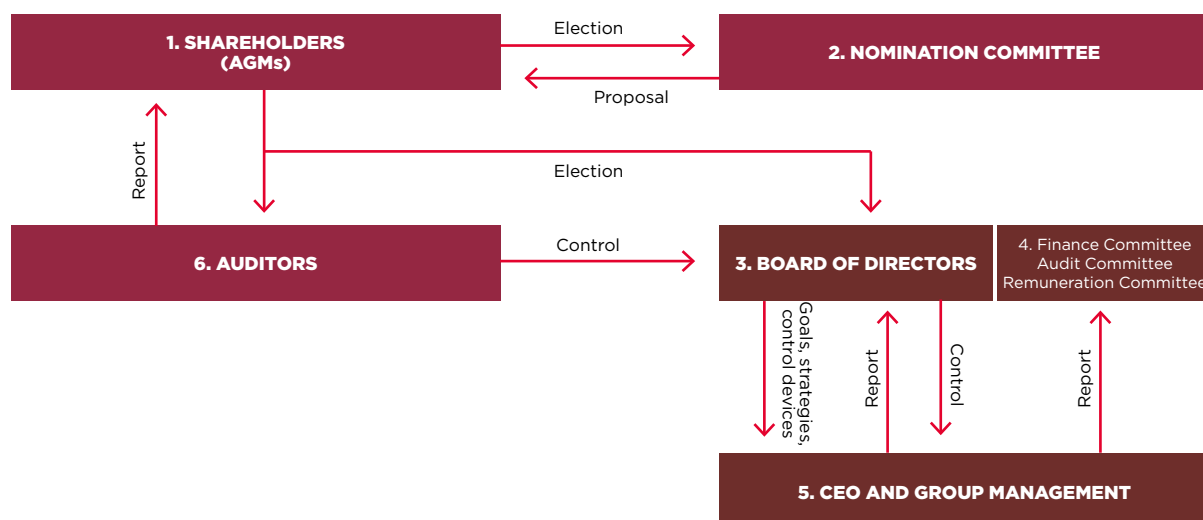 1. SHAREHOLDERS
(AGMs)
Election
2. NOMINATION COMMITTEE
Proposal
Report
Election
6. AUDITORS
Control
3. BOARD OF DIRECTORS
4. Finance Committee
Audit Committee
Remuneration Committee
Goals, strategies,
control devices
Report
Control
Report
5. CEO AND GROUP MANAGEMENT